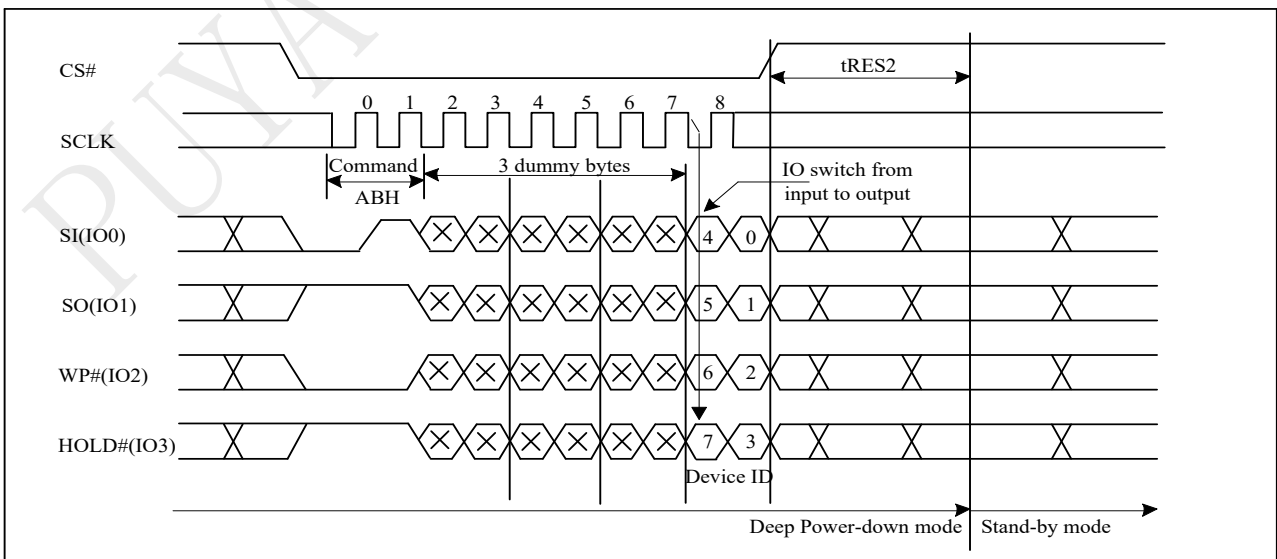 PUYA
CS#
tRES2
0 1 2 3 4 5 6 7 8
SCLK
Command
ABH
3 dummy bytes
IO switch from
input to output
SI(IO0)
4 0
SO(IO1)
5 1
WP#(IO2)
6 2
HOLD#(IO3)
7 3
Device ID
Deep Power-down mode
Stand-by mode